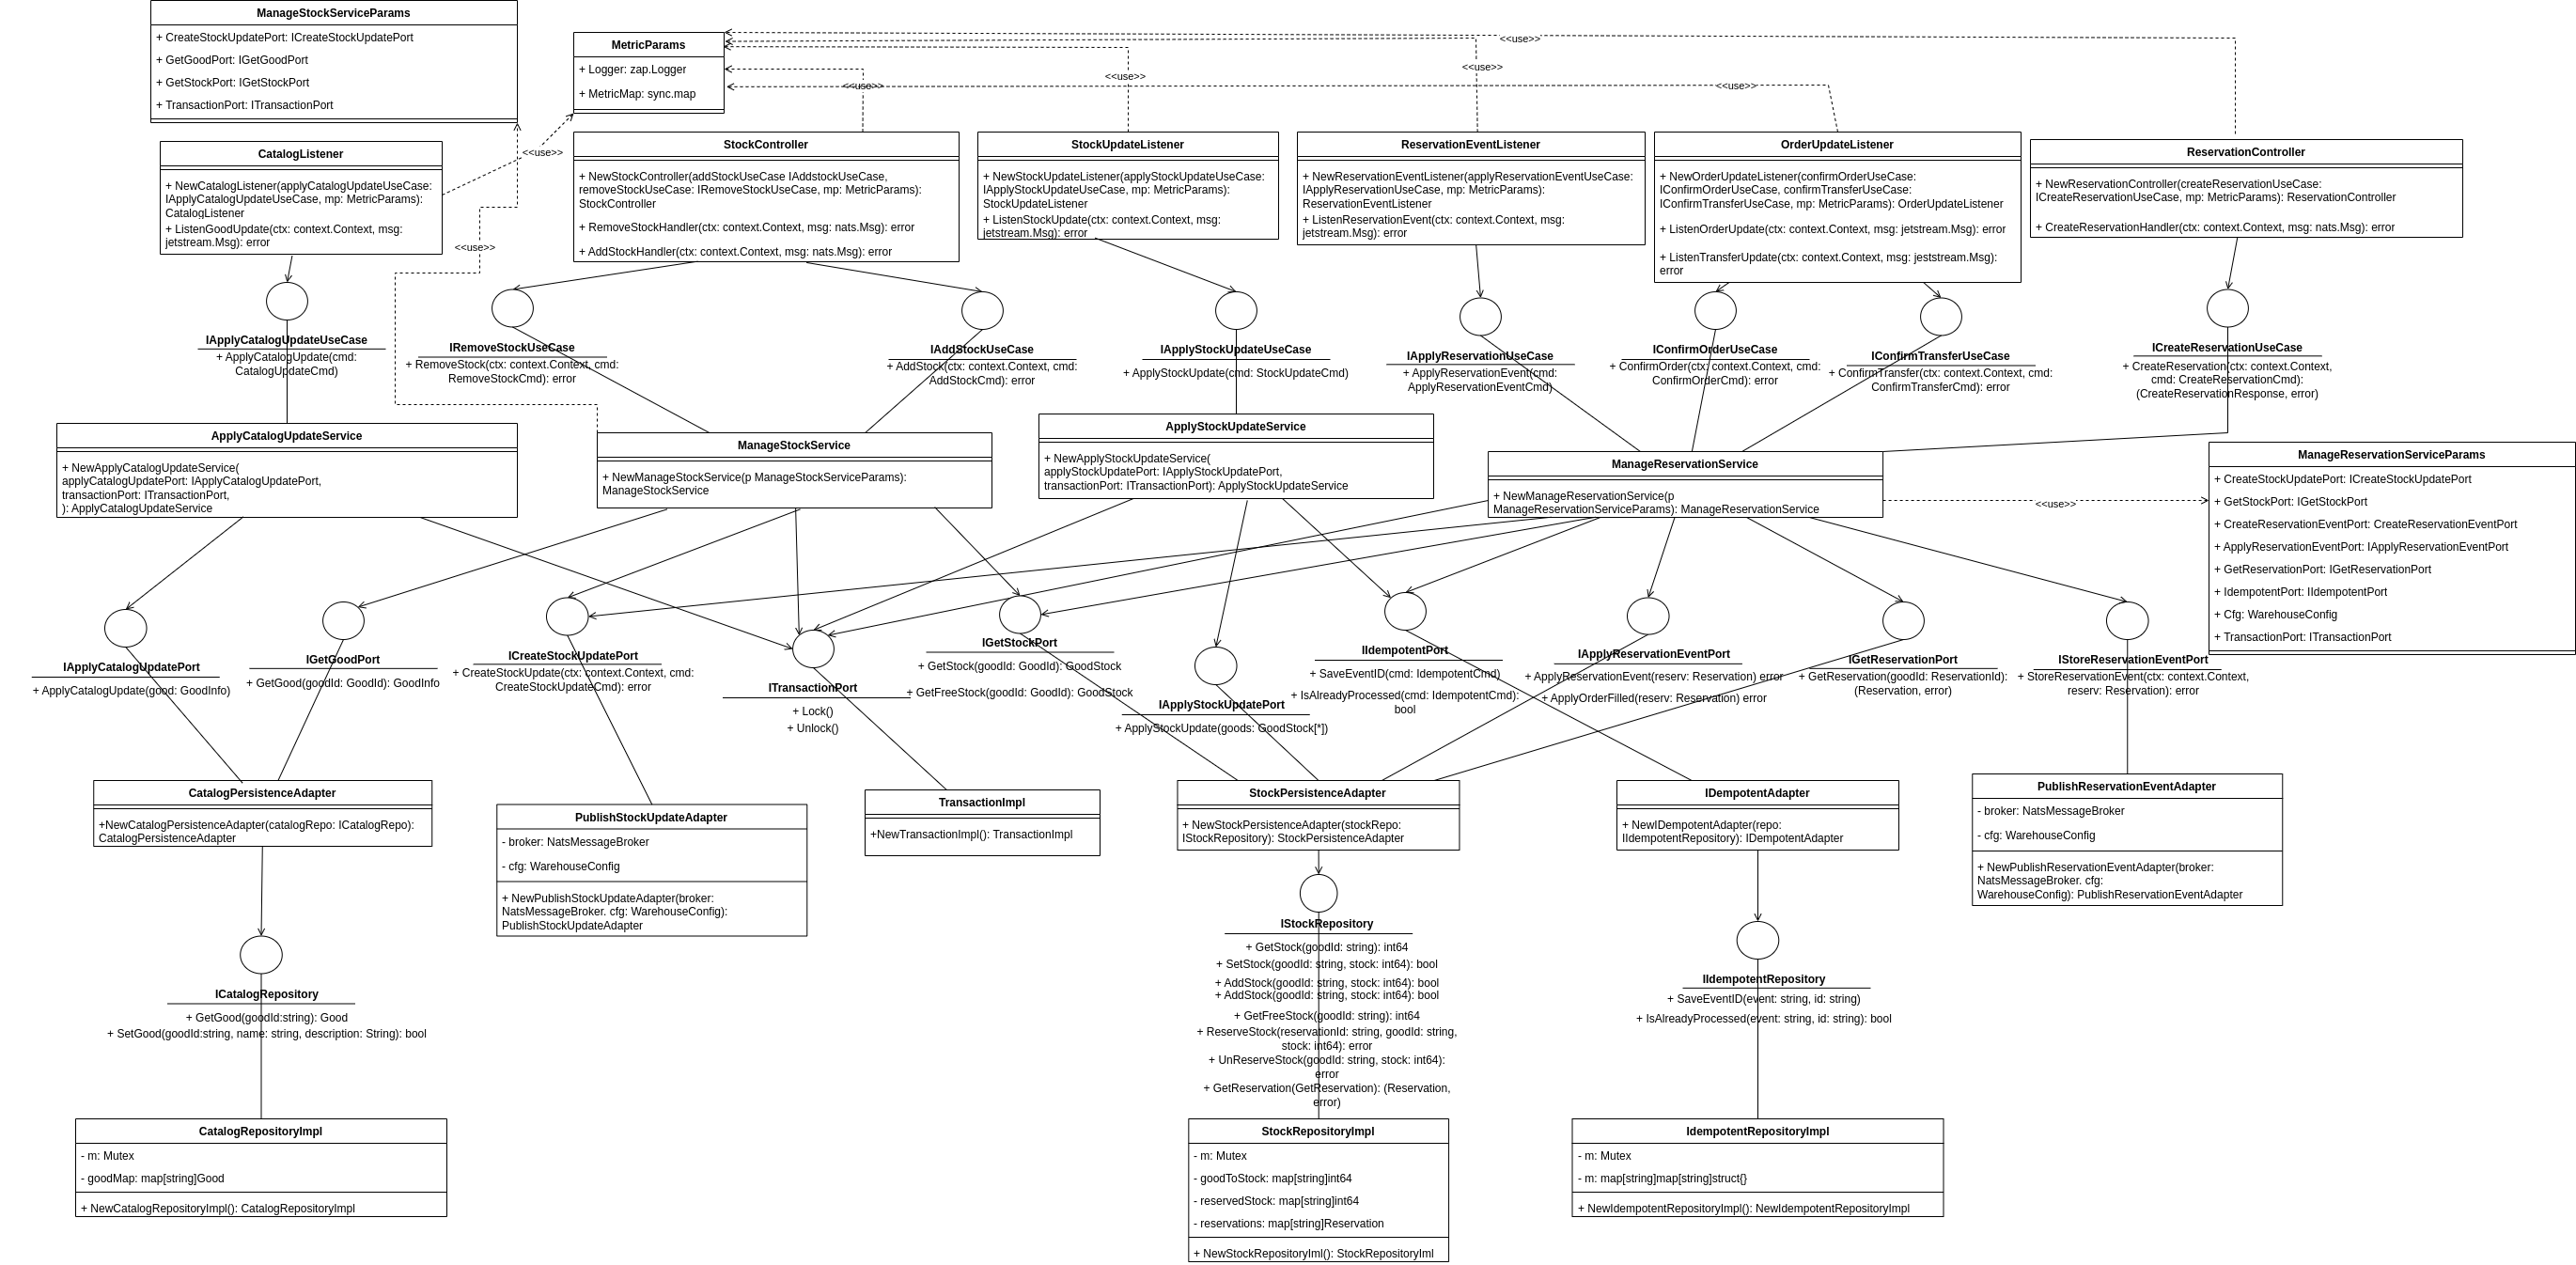 ManageStockServiceParams
+ CreateStockUpdatePort: ICreateStockUpdatePort
+ GetGoodPort: IGetGoodPort
+ GetStockPort: IGetStockPort
+ TransactionPort: ITransactionPort
MetricParams
+ Logger: zap.Logger
+ MetricMap: sync.map
<<use>>
<<use>>
<<use>>
<<use>>
<<use>>
<<use>>
<<use>>
CatalogListener
+ NewCatalogListener(applyCatalogUpdateUseCase:
IApplyCatalogUpdateUseCase, mp: MetricParams):
CatalogListener
+ ListenGoodUpdate(ctx: context.Context, msg:
jetstream.Msg): error
StockController
+ NewStockController(addStockUseCase IAddstockUseCase,
removeStockUseCase: IRemoveStockUseCase, mp: MetricParams):
StockController
+ RemoveStockHandler(ctx: context.Context, msg: nats.Msg): error
+ AddStockHandler(ctx: context.Context, msg: nats.Msg): error
StockUpdateListener
+ NewStockUpdateListener(applyStockUpdateUseCase:
IApplyStockUpdateUseCase, mp: MetricParams):
StockUpdateListener
+ ListenStockUpdate(ctx: context.Context, msg:
jetstream.Msg): error
ReservationEventListener
+ NewReservationEventListener(applyReservationEventUseCase:
IApplyReservationUseCase, mp: MetricParams):
ReservationEventListener
+ ListenReservationEvent(ctx: context.Context, msg:
jetstream.Msg): error
OrderUpdateListener
+ NewOrderUpdateListener(confirmOrderUseCase:
IConfirmOrderUseCase, confirmTransferUseCase:
IConfirmTransferUseCase, mp: MetricParams): OrderUpdateListener
+ ListenOrderUpdate(ctx: context.Context, msg: jetstream.Msg): error
+ ListenTransferUpdate(ctx: context.Context, msg: jeststream.Msg):
error
ReservationController
+ NewReservationController(createReservationUseCase:
ICreateReservationUseCase, mp: MetricParams): ReservationController
+ CreateReservationHandler(ctx: context.Context, msg: nats.Msg): error
IApplyCatalogUpdateUseCase
+ ApplyCatalogUpdate(cmd:
CatalogUpdateCmd)
IRemoveStockUseCase
+ RemoveStock(ctx: context.Context, cmd:
RemoveStockCmd): error
IAddStockUseCase
+ AddStock(ctx: context.Context, cmd:
AddStockCmd): error
IApplyStockUpdateUseCase
+ ApplyStockUpdate(cmd: StockUpdateCmd)
IApplyReservationUseCase
+ ApplyReservationEvent(cmd:
ApplyReservationEventCmd)
IConfirmOrderUseCase
+ ConfirmOrder(ctx: context.Context, cmd:
ConfirmOrderCmd): error
IConfirmTransferUseCase
+ ConfirmTransfer(ctx: context.Context, cmd:
ConfirmTransferCmd): error
ICreateReservationUseCase
+ CreateReservation(ctx: context.Context,
cmd: CreateReservationCmd):
(CreateReservationResponse, error)
ApplyCatalogUpdateService
+ NewApplyCatalogUpdateService(
applyCatalogUpdatePort: IApplyCatalogUpdatePort,
transactionPort: ITransactionPort,
): ApplyCatalogUpdateService
ManageStockService
+ NewManageStockService(p ManageStockServiceParams):
ManageStockService
ApplyStockUpdateService
+ NewApplyStockUpdateService(
applyStockUpdatePort: IApplyStockUpdatePort,
transactionPort: ITransactionPort): ApplyStockUpdateService
ManageReservationService
+ NewManageReservationService(p
ManageReservationServiceParams): ManageReservationService
<<use>>
ManageReservationServiceParams
+ CreateStockUpdatePort: ICreateStockUpdatePort
+ GetStockPort: IGetStockPort
+ CreateReservationEventPort: CreateReservationEventPort
+ ApplyReservationEventPort: IApplyReservationEventPort
+ GetReservationPort: IGetReservationPort
+ IdempotentPort: IIdempotentPort
+ Cfg: WarehouseConfig
+ TransactionPort: ITransactionPort
IApplyCatalogUpdatePort
+ ApplyCatalogUpdate(good: GoodInfo)
IGetGoodPort
+ GetGood(goodId: GoodId): GoodInfo
ICreateStockUpdatePort
+ CreateStockUpdate(ctx: context.Context, cmd:
CreateStockUpdateCmd): error
ITransactionPort
+ Lock()
+ Unlock()
IGetStockPort
+ GetStock(goodId: GoodId): GoodStock
+ GetFreeStock(goodId: GoodId): GoodStock
IApplyStockUpdatePort
+ ApplyStockUpdate(goods: GoodStock[*])
IIdempotentPort
+ SaveEventID(cmd: IdempotentCmd)
+ IsAlreadyProcessed(cmd: IdempotentCmd):
bool
IApplyReservationEventPort
+ ApplyReservationEvent(reserv: Reservation) error
+ ApplyOrderFilled(reserv: Reservation) error
IGetReservationPort
+ GetReservation(goodId: ReservationId):
(Reservation, error)
IStoreReservationEventPort
+ StoreReservationEvent(ctx: context.Context,
reserv: Reservation): error
CatalogPersistenceAdapter
+NewCatalogPersistenceAdapter(catalogRepo: ICatalogRepo):
CatalogPersistenceAdapter
PublishStockUpdateAdapter
- broker: NatsMessageBroker
- cfg: WarehouseConfig
+ NewPublishStockUpdateAdapter(broker:
NatsMessageBroker. cfg: WarehouseConfig):
PublishStockUpdateAdapter
TransactionImpl
+NewTransactionImpl(): TransactionImpl
StockPersistenceAdapter
+ NewStockPersistenceAdapter(stockRepo:
IStockRepository): StockPersistenceAdapter
IDempotentAdapter
+ NewIDempotentAdapter(repo:
IIdempotentRepository): IDempotentAdapter
PublishReservationEventAdapter
- broker: NatsMessageBroker
- cfg: WarehouseConfig
+ NewPublishReservationEventAdapter(broker:
NatsMessageBroker. cfg:
WarehouseConfig): PublishReservationEventAdapter
ICatalogRepository
+ GetGood(goodId:string): Good
+ SetGood(goodId:string, name: string, description: String): bool
IStockRepository
+ GetStock(goodId: string): int64
+ SetStock(goodId: string, stock: int64): bool
+ AddStock(goodId: string, stock: int64): bool
+ AddStock(goodId: string, stock: int64): bool
+ GetFreeStock(goodId: string): int64
+ ReserveStock(reservationId: string, goodId: string,
stock: int64): error
+ UnReserveStock(goodId: string, stock: int64):
error
+ GetReservation(GetReservation): (Reservation,
error)
IIdempotentRepository
+ SaveEventID(event: string, id: string)
+ IsAlreadyProcessed(event: string, id: string): bool
CatalogRepositoryImpl
- m: Mutex
- goodMap: map[string]Good
+ NewCatalogRepositoryImpl(): CatalogRepositoryImpl
StockRepositoryImpl
- m: Mutex
- goodToStock: map[string]int64
- reservedStock: map[string]int64
- reservations: map[string]Reservation
+ NewStockRepositoryIml(): StockRepositoryIml
IdempotentRepositoryImpl
- m: Mutex
- m: map[string]map[string]struct{}
+ NewIdempotentRepositoryImpl(): NewIdempotentRepositoryImpl